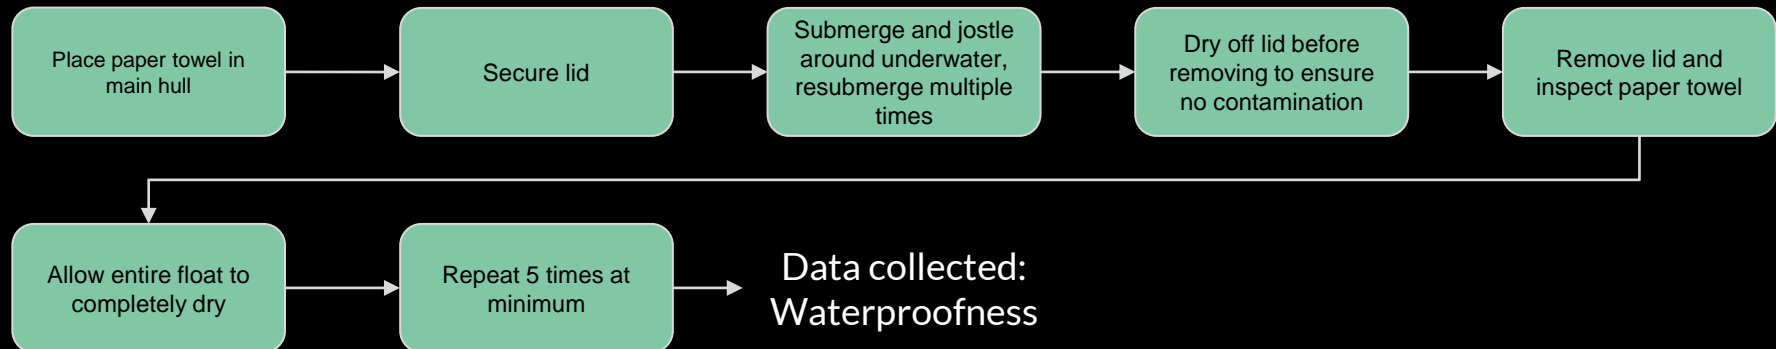 Place paper towel in
main hull
Secure lid
Submerge and jostle
around underwater,
resubmerge multiple
times
Dry off lid before
removing to ensure
no contamination
Remove lid and
inspect paper towel
Allow entire float to
completely dry
Repeat 5 times at
minimum
Data collected:
Waterproofness